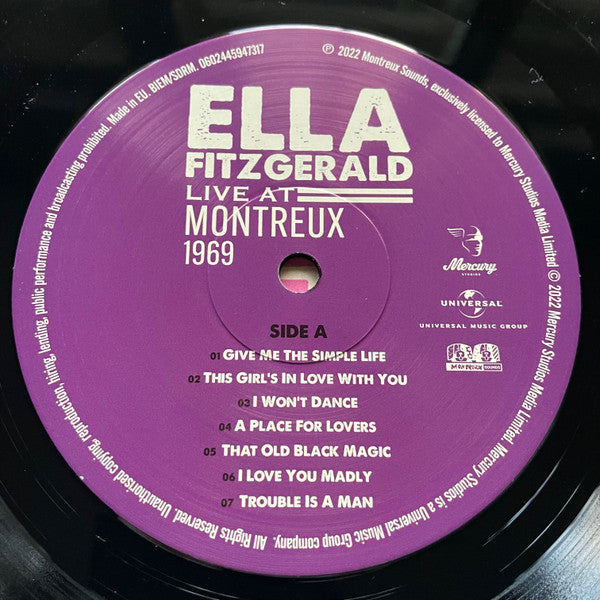 ELLA
FITZGERALD
LIVE AT
MONTREUX
1969
Mercury
STUDIOS
UNIVERSAL
UNIVERSAL MUSIC GROUP
MONTREUX SOUNDS
SIDE A
01 GIVE ME THE SIMPLE LIFE
02 THIS GIRL'S IN LOVE WITH YOU
03 I WON'T DANCE
04 A PLACE FOR LOVERS
05 THAT OLD BLACK MAGIC
06 I LOVE YOU MADLY
07 TROUBLE IS A MAN
℗ 2022 Montreux Sounds, exclusively licensed to Mercury Studios Media Limited © 2022 Mercury Studios Media Limited. Mercury Studios is a Universal Music Group company. All Rights Reserved. Unauthorised copying, reproduction, hiring, lending, public performance and broadcasting prohibited. Made in EU. BIEM/SDRM. 0602445947317